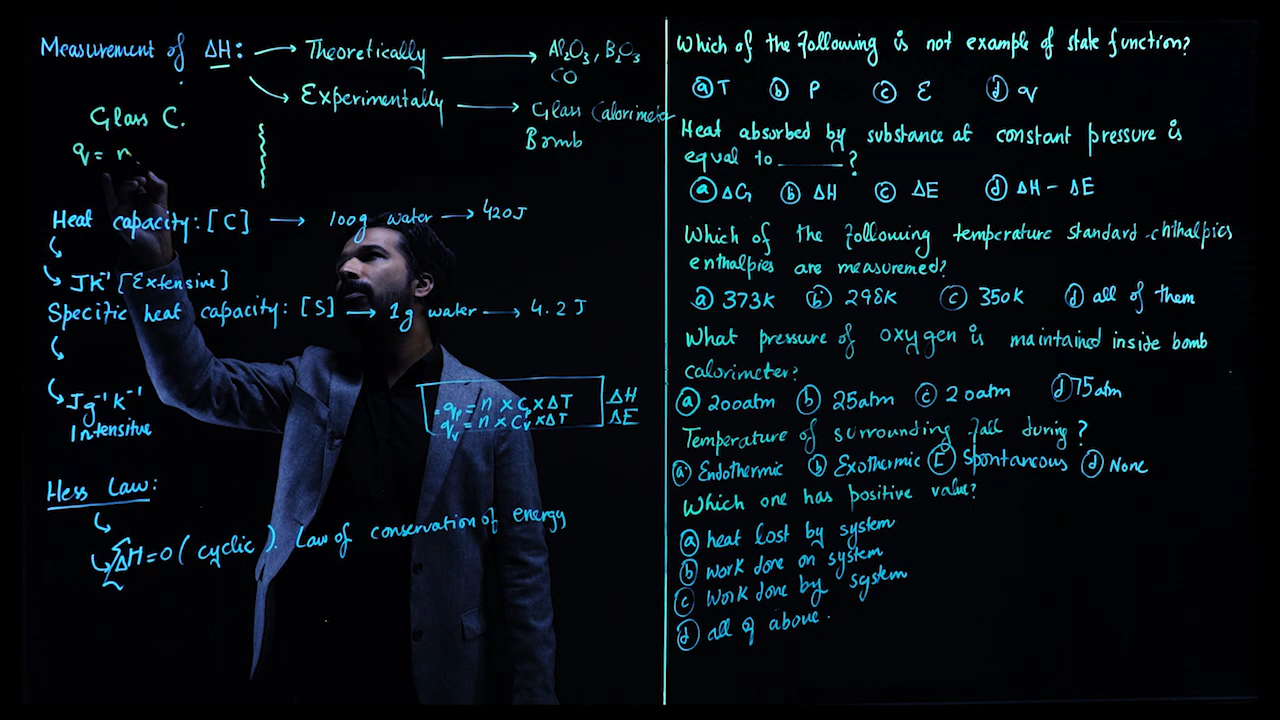 Measurement of ΔH: → Theoretically → Al₂O₃, B₂O₃
CO
→ Experimentally → Glass Calorimeter
Bomb
Glass C.
q = m
Heat capacity: [C] → 100g water → 420J
JK⁻¹ [Extensive]
Specific heat capacity: [S] → 1g water → 4.2 J
Jg⁻¹K⁻¹
Intensitve
qₚ = n × Cₚ × ΔT ΔH
qᵥ = n × Cᵥ × ΔT ΔE
Hess Law:
ΣΔH = 0 (cyclic). Law of conservation of energy
Which of the following is not example of state function?
ⓐ T ⓑ P ⓒ E ⓓ q
Heat absorbed by substance at constant pressure is
equal to ______?
ⓐ ΔG ⓑ ΔH ⓒ ΔE ⓓ ΔH - ΔE
Which of the following temperature standard enthalpies
enthalpies are measuremed?
ⓐ 373K ⓑ 298K ⓒ 350K ⓓ all of them
What pressure of oxygen is maintained inside bomb
calorimeter?
ⓐ 200atm ⓑ 25atm ⓒ 20atm ⓓ 75atm
Temperature of surrounding fall during?
ⓐ Endothermic ⓑ Exothermic Ⓔ Spontaneous ⓓ None
Which one has positive value?
ⓐ heat lost by system
ⓑ work done on system
ⓒ work done by system
ⓓ all of above.